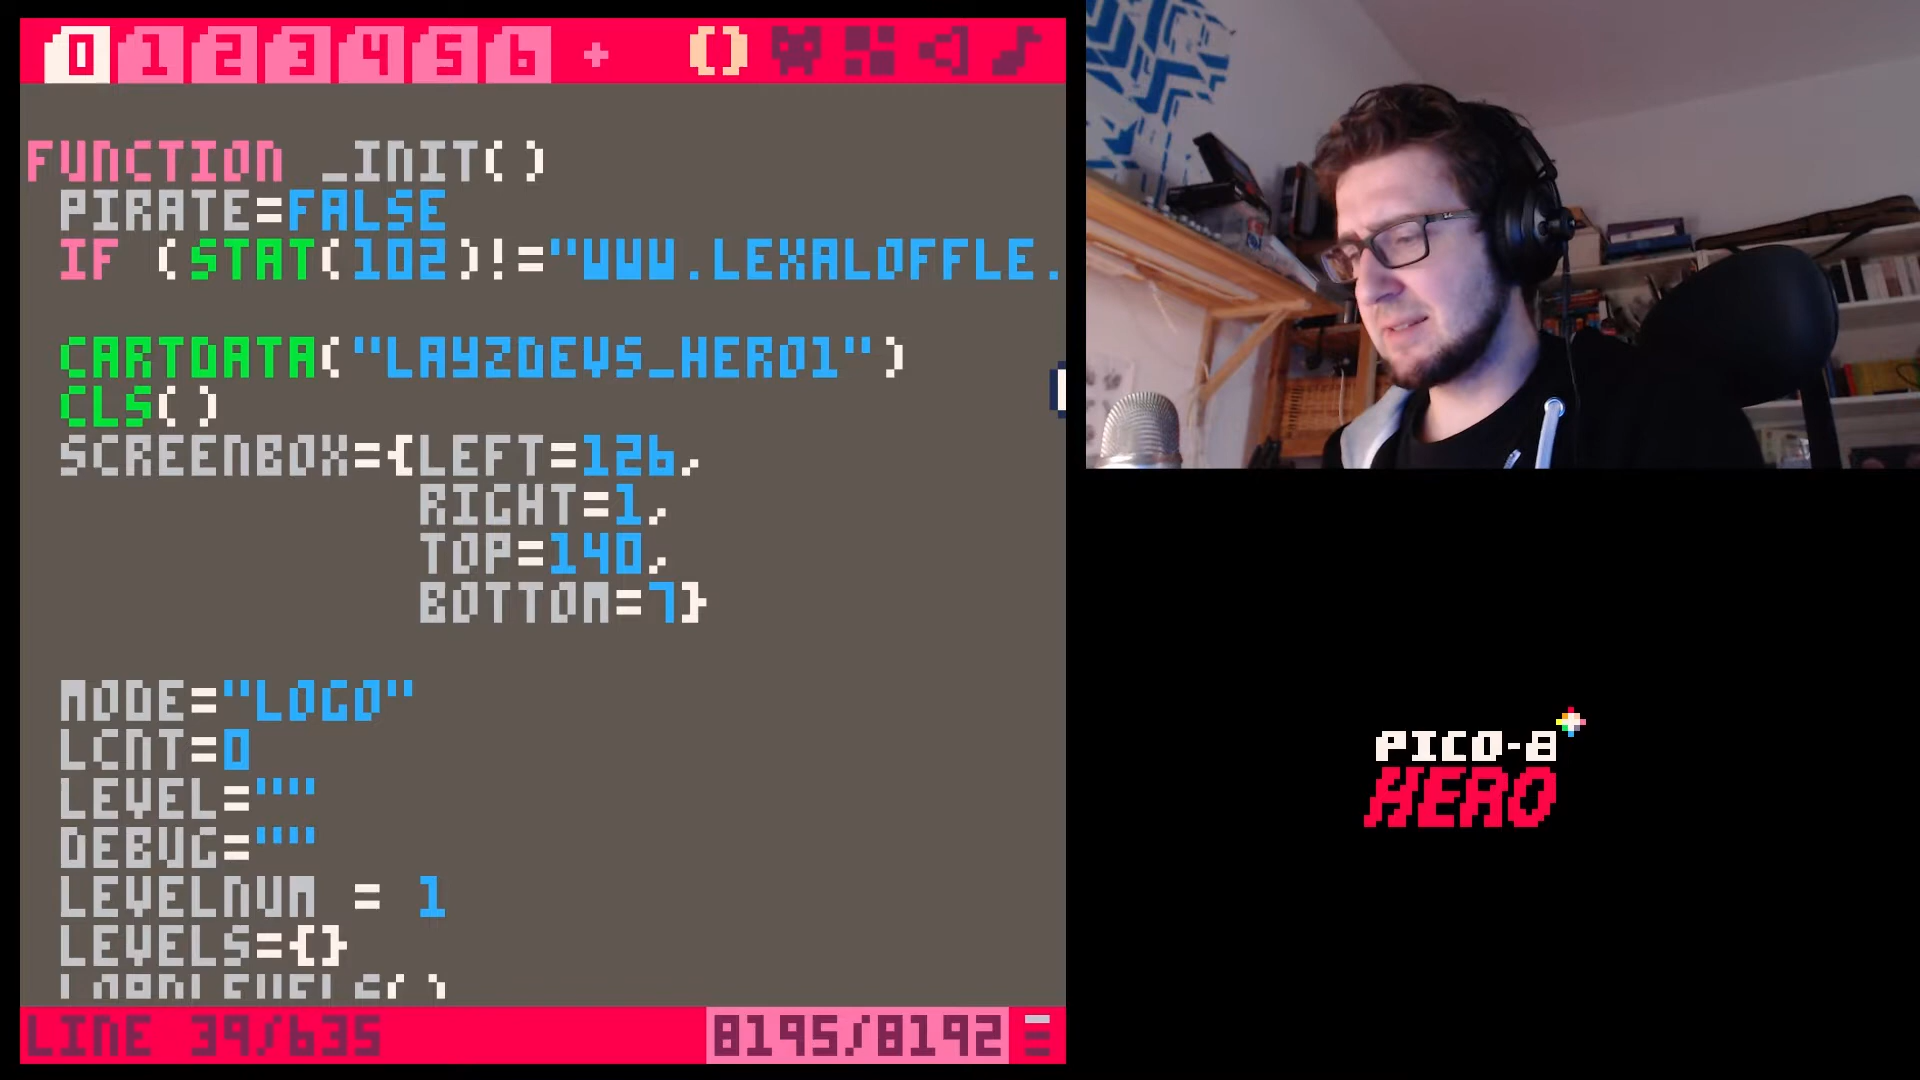 0 1 2 3 4 5 6 + ()
FUNCTION _INIT()
PIRATE=FALSE
IF (STAT(102)!="WWW.LEXALOFFLE.
CARTDATA("LAYZDEVS_HERO1")
CLS()
SCREENBOX={LEFT=126,
RIGHT=1,
TOP=140,
BOTTOM=7}
MODE="LOGO"
LCNT=0
LEVEL=""
DEBUG=""
LEVELNUM = 1
LEVELS={}
LOADLEVELS()
LINE 39/635
8195/8192
PICO-8
HERO